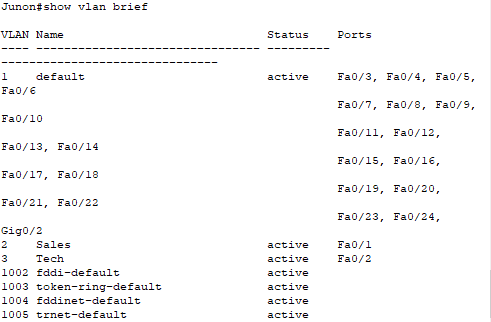 Junon#show vlan brief
VLAN Name                             Status    Ports
---- -------------------------------- ---------
------------------------------
1    default                          active    Fa0/3, Fa0/4, Fa0/5,
Fa0/6
                                                Fa0/7, Fa0/8, Fa0/9,
Fa0/10
                                                Fa0/11, Fa0/12,
Fa0/13, Fa0/14
                                                Fa0/15, Fa0/16,
Fa0/17, Fa0/18
                                                Fa0/19, Fa0/20,
Fa0/21, Fa0/22
                                                Fa0/23, Fa0/24,
Gig0/2
2    Sales                            active    Fa0/1
3    Tech                             active    Fa0/2
1002 fddi-default                     active
1003 token-ring-default               active
1004 fddinet-default                  active
1005 trnet-default                    active